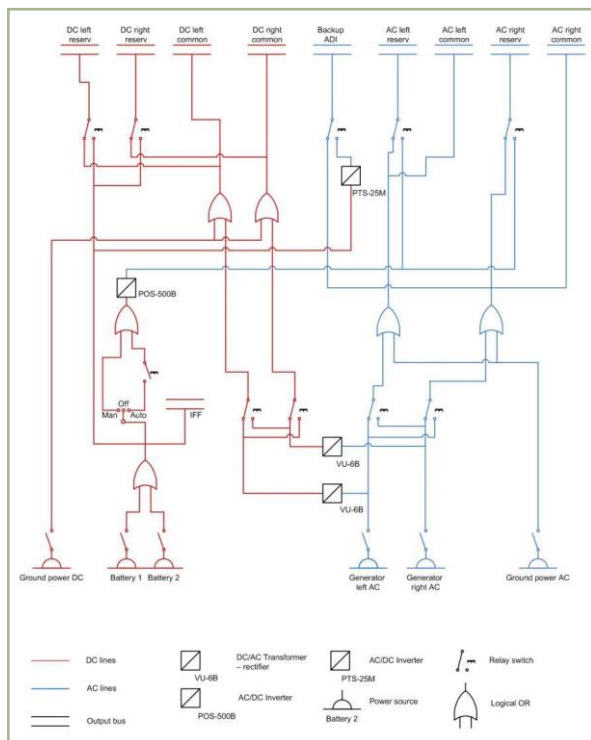 DC left
reserv
DC right
reserv
DC left
common
DC right
common
Backup
ADI
AC left
reserv
AC left
common
AC right
reserv
AC right
common
PTS-25M
POS-500B
Off
Man
Auto
IFF
VU-6B
VU-6B
Ground power DC
Battery 1
Battery 2
Generator
left AC
Generator
right AC
Ground power AC
DC lines
AC lines
Output bus
VU-6B
DC/AC Transformer
– rectifier
POS-500B
AC/DC Inverter
PTS-25M
AC/DC Inverter
Battery 2
Power source
Relay switch
Logical OR